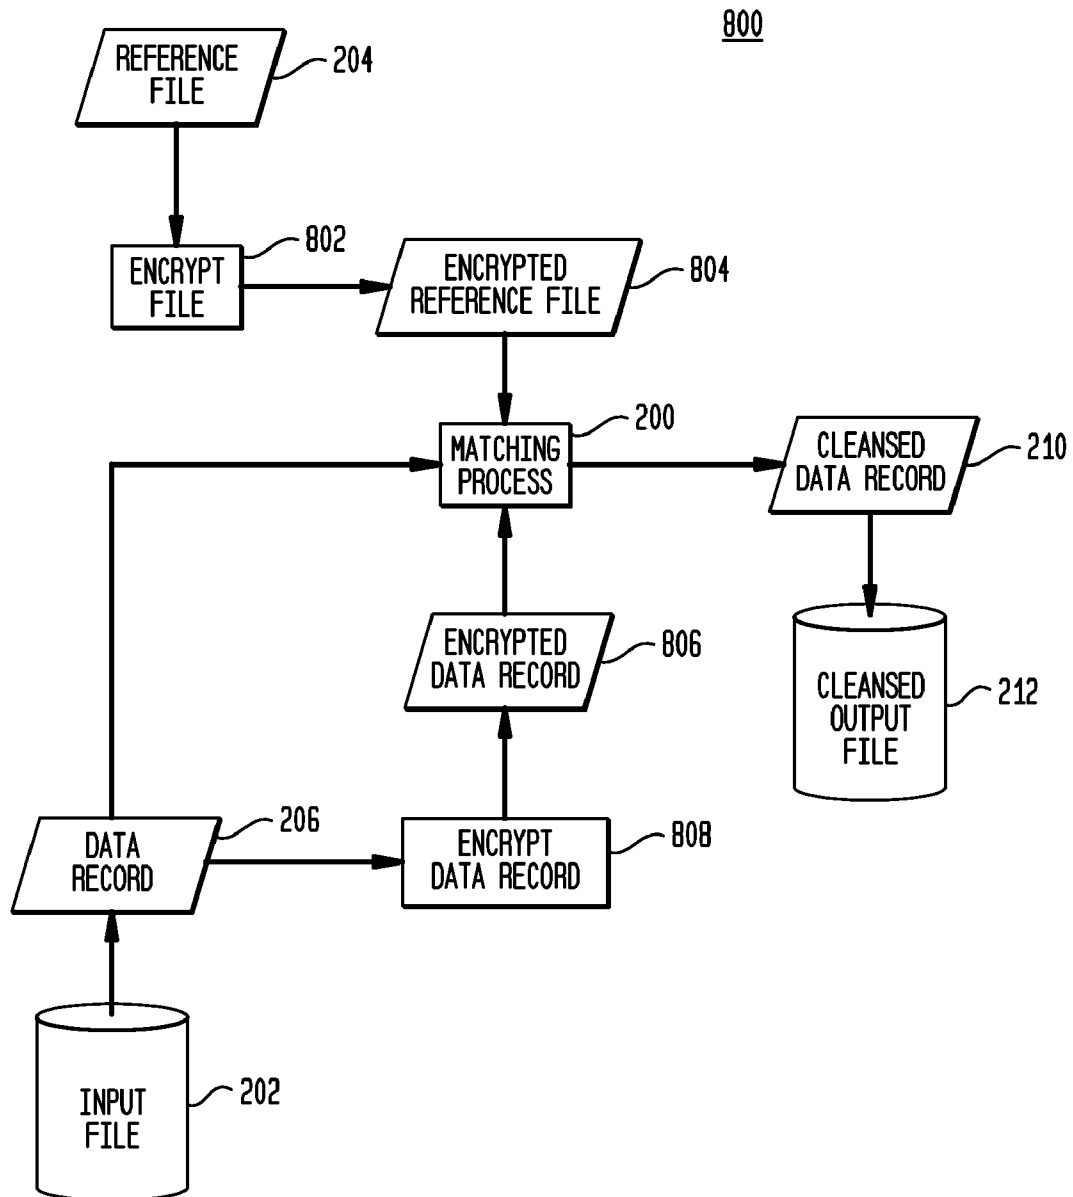 800
REFERENCE
FILE
204
ENCRYPT
FILE
802
ENCRYPTED
REFERENCE FILE
804
MATCHING
PROCESS
200
CLEANSED
DATA RECORD
210
ENCRYPTED
DATA RECORD
806
CLEANSED
OUTPUT
FILE
212
DATA
RECORD
206
ENCRYPT
DATA RECORD
808
INPUT
FILE
202